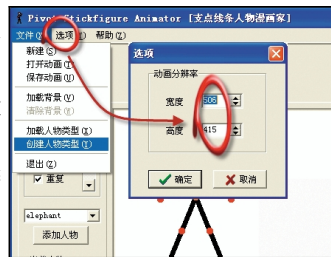 Pivot Stickfigure Animator [支点线条人物漫画家]
文件(F) 选项(O) 帮助(H)
新建(S)
打开动画(T)
保存动画(U)
加载背景(V)
清除背景(W)
加载人物类型(X)
创建人物类型(Y)
退出(Z)
重复
elephant
添加人物
选项
动画分辨率
宽度 606
高度 415
确定 取消